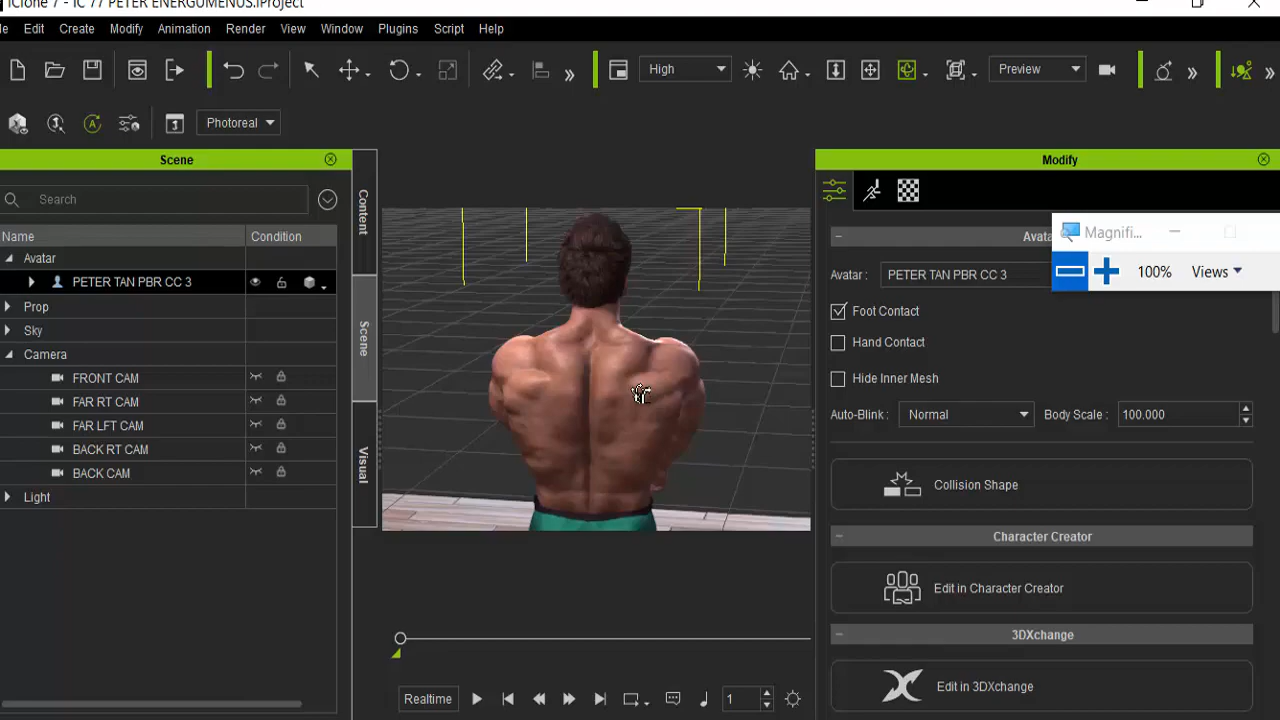 iClone 7 - IC 77 PETER ENERGUMENUS.iProject
le Edit Create Modify Animation Render View Window Plugins Script Help
High Preview
Photoreal
Scene
Search
Name Condition
Avatar
PETER TAN PBR CC 3
Prop
Sky
Camera
FRONT CAM
FAR RT CAM
FAR LFT CAM
BACK RT CAM
BACK CAM
Light
Content
Scene
Visual
Realtime 1
Modify
Avata
Magnifi...
100% Views
Avatar : PETER TAN PBR CC 3
Foot Contact
Hand Contact
Hide Inner Mesh
Auto-Blink : Normal Body Scale : 100.000
Collision Shape
Character Creator
Edit in Character Creator
3DXchange
Edit in 3DXchange